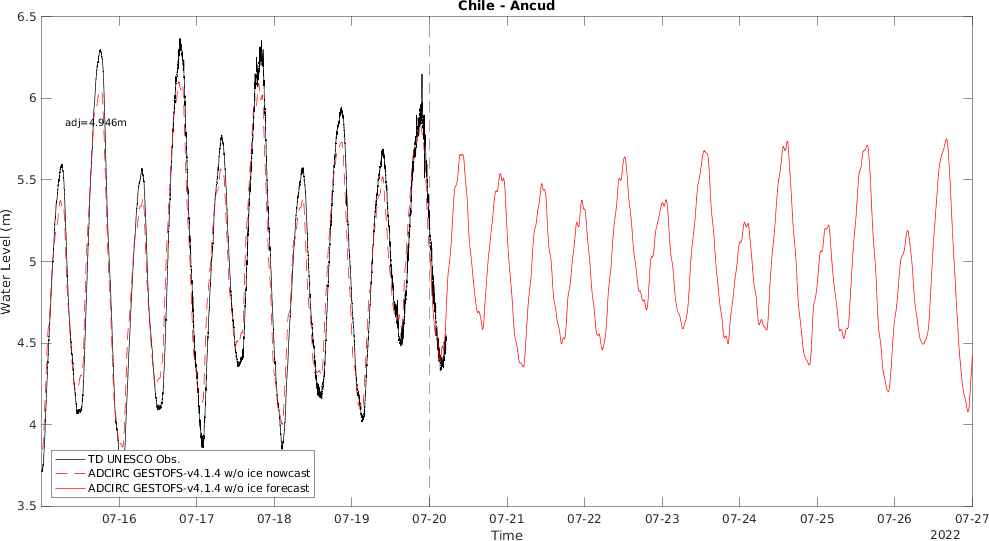 Chile - Ancud
6.5
6
5.5
5
4.5
4
3.5
Water Level (m)
adj=4.946m
TD UNESCO Obs.
ADCIRC GESTOFS-v4.1.4 w/o ice nowcast
ADCIRC GESTOFS-v4.1.4 w/o ice forecast
07-16 07-17 07-18 07-19 07-20 07-21 07-22 07-23 07-24 07-25 07-26 07-27
Time
2022